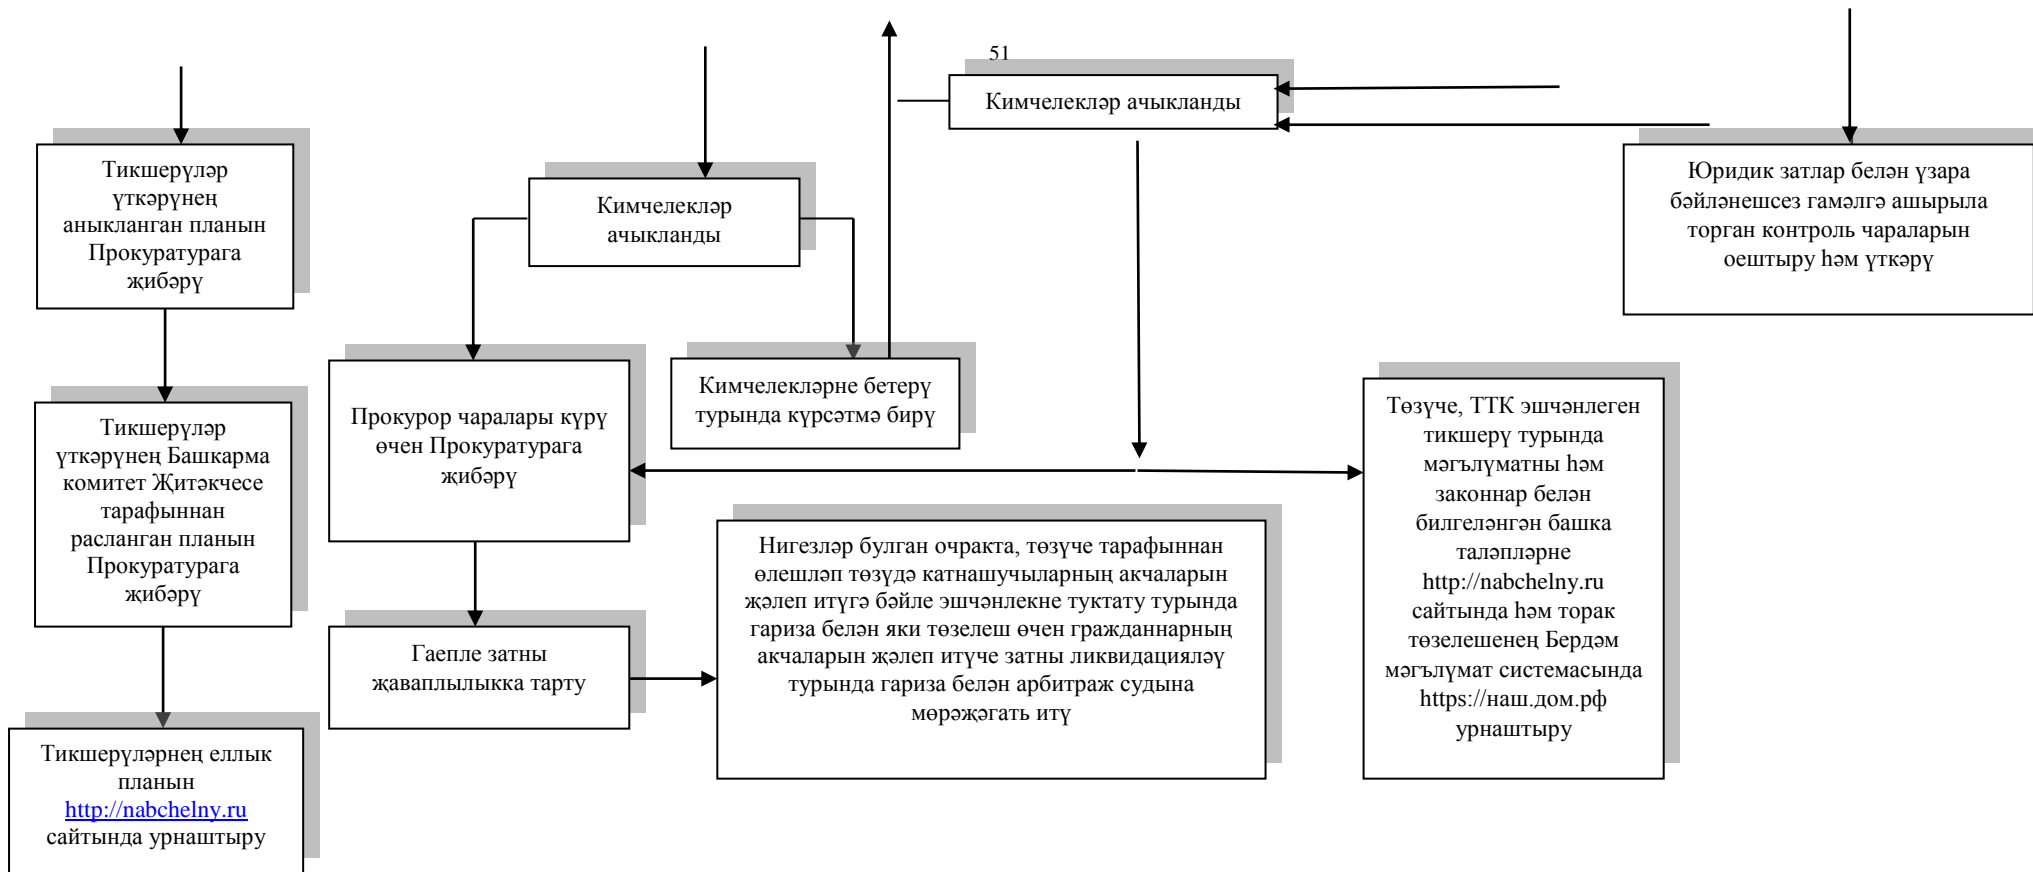 51
Кимчелекләр ачыкланды
Тикшерүләр
үткәрүнең
аныкланган планын
Прокуратурага
җибәрү
Кимчелекләр
ачыкланды
Юридик затлар белән үзара
бәйләнешсез гамәлгә ашырыла
торган контроль чараларын
оештыру һәм үткәрү
Тикшерүләр
үткәрүнең Башкарма
комитет Җитәкчесе
тарафыннан
расланган планын
Прокуратурага
җибәрү
Прокурор чаралары күрү
өчен Прокуратурага
җибәрү
Кимчелекләрне бетерү
турында күрсәтмә бирү
Төзүче, ТТК эшчәнлеген
тикшерү турында
мәгълүматны һәм
законнар белән
билгеләнгән башка
таләпләрне
http://nabchelny.ru
сайтында һәм торак
төзелешенең Бердәм
мәгълүмат системасында
https://наш.дом.рф
урнаштыру
Гаепле затны
җаваплылыкка тарту
Нигезләр булган очракта, төзүче тарафыннан
өлешләп төзүдә катнашучыларның акчаларын
җәлеп итүгә бәйле эшчәнлекне туктату турында
гариза белән яки төзелеш өчен гражданнарның
акчаларын җәлеп итүче затны ликвидацияләү
турында гариза белән арбитраж судына
мөрәҗәгать итү
Тикшерүләрнең еллык
планын
http://nabchelny.ru
сайтында урнаштыру